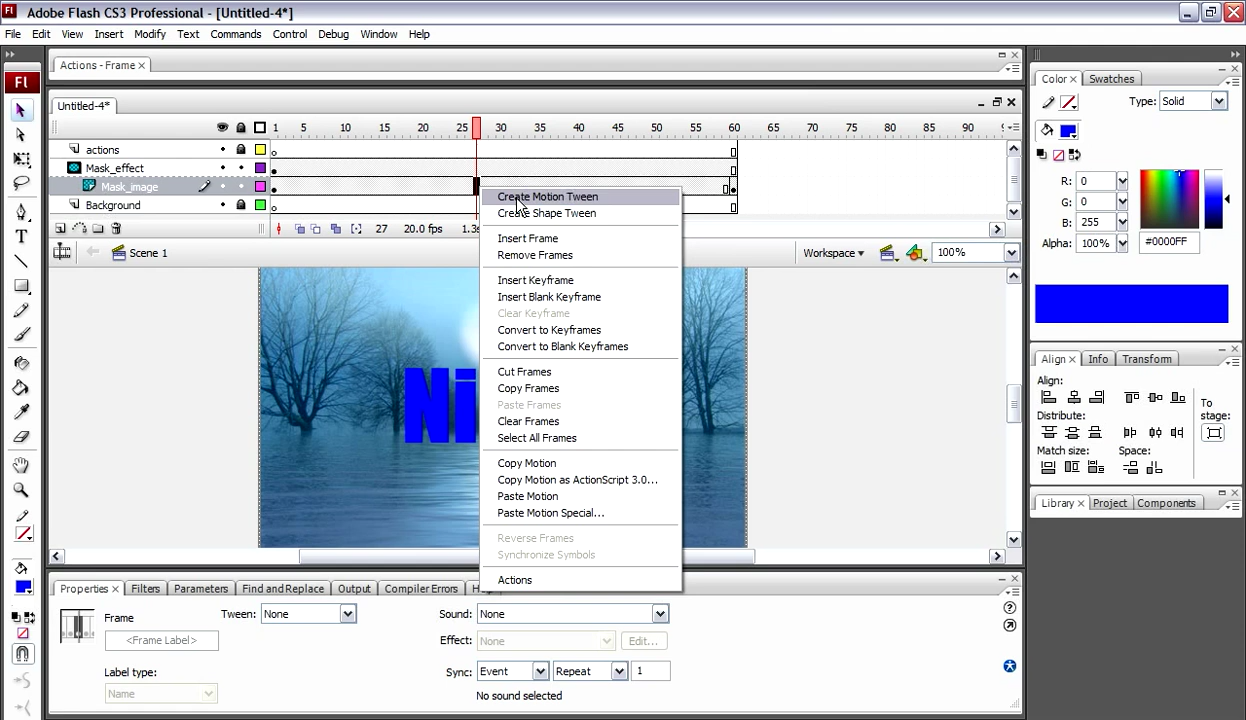 Adobe Flash CS3 Professional - [Untitled-4*]
File Edit View Insert Modify Text Commands Control Debug Window Help
Actions - Frame
Untitled-4*
1 5 10 15 20 25 30 35 40 45 50 55 60 65 70 75 80 85 90
actions
Mask_effect
Mask_image
Background
27 20.0 fps
Scene 1
Workspace
100%
Ni
Create Motion Tween
Create Shape Tween
Insert Frame
Remove Frames
Insert Keyframe
Insert Blank Keyframe
Clear Keyframe
Convert to Keyframes
Convert to Blank Keyframes
Cut Frames
Copy Frames
Paste Frames
Clear Frames
Select All Frames
Copy Motion
Copy Motion as ActionScript 3.0...
Paste Motion
Paste Motion Special...
Reverse Frames
Synchronize Symbols
Actions
Fl
T
Color Swatches
Type: Solid
R: 0
G: 0
B: 255
Alpha: 100% #0000FF
Align Info Transform
Align:
To stage:
Distribute:
Match size: Space:
Library Project Components
Properties Filters Parameters Find and Replace Output Compiler Errors
Frame
<Frame Label>
Label type:
Name
Tween: None
Sound: None
Effect: None Edit...
Sync: Event Repeat 1
No sound selected